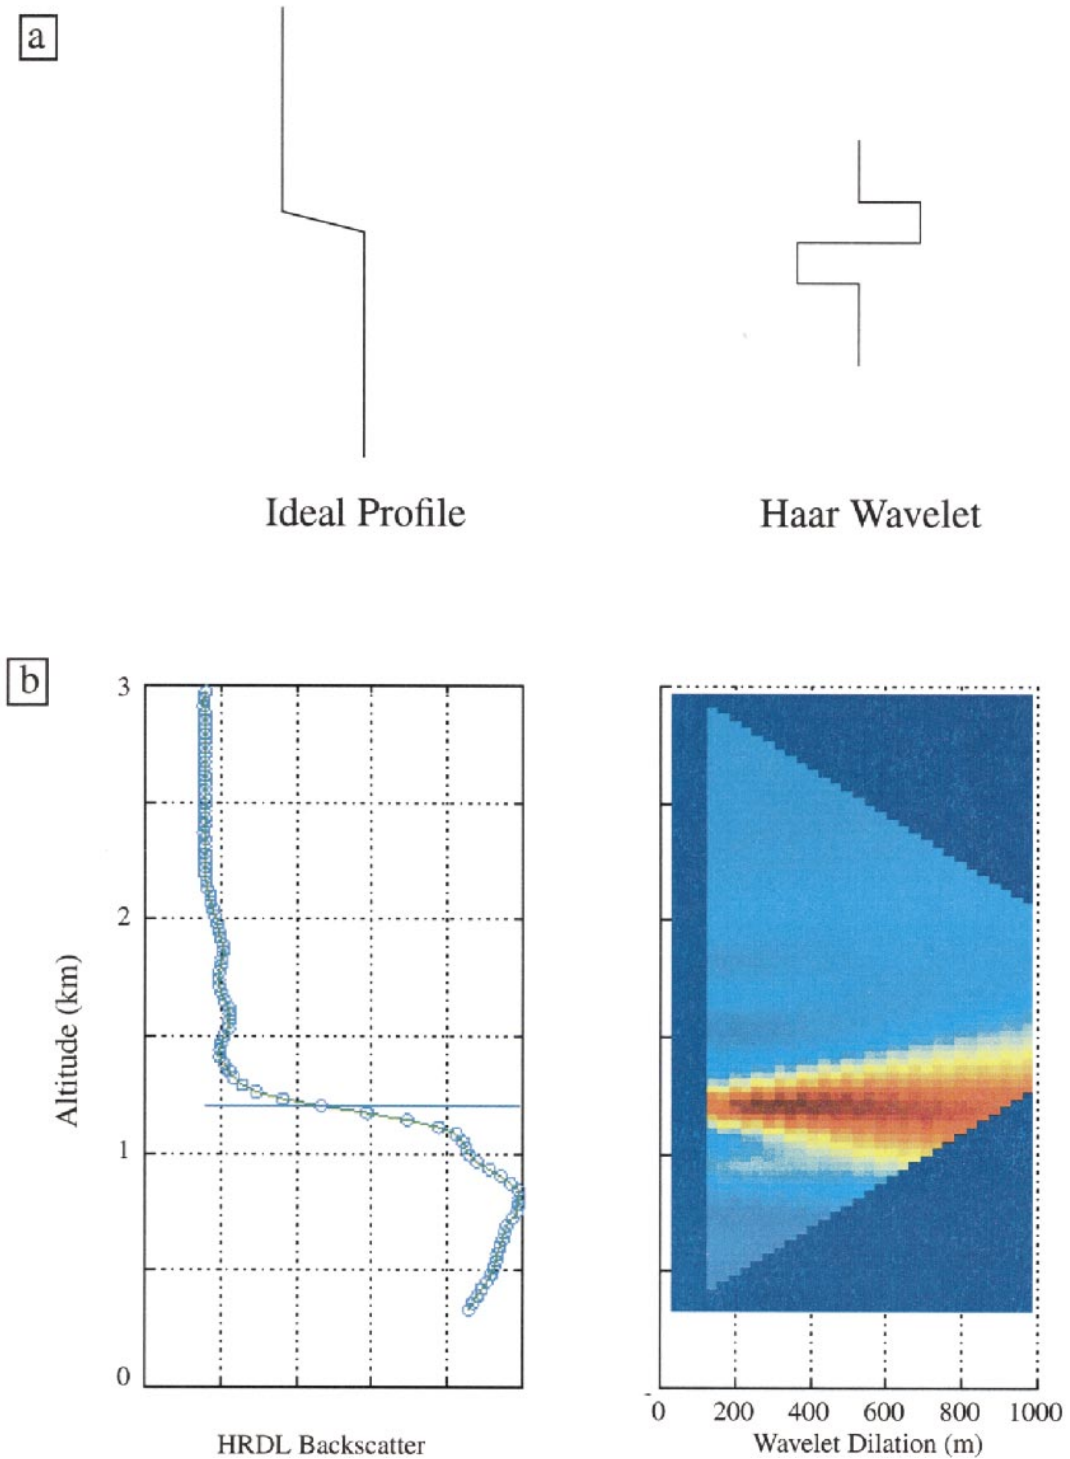 a
Ideal Profile
Haar Wavelet
b
3
2
1
0
Altitude (km)
HRDL Backscatter
0 200 400 600 800 1000
Wavelet Dilation (m)